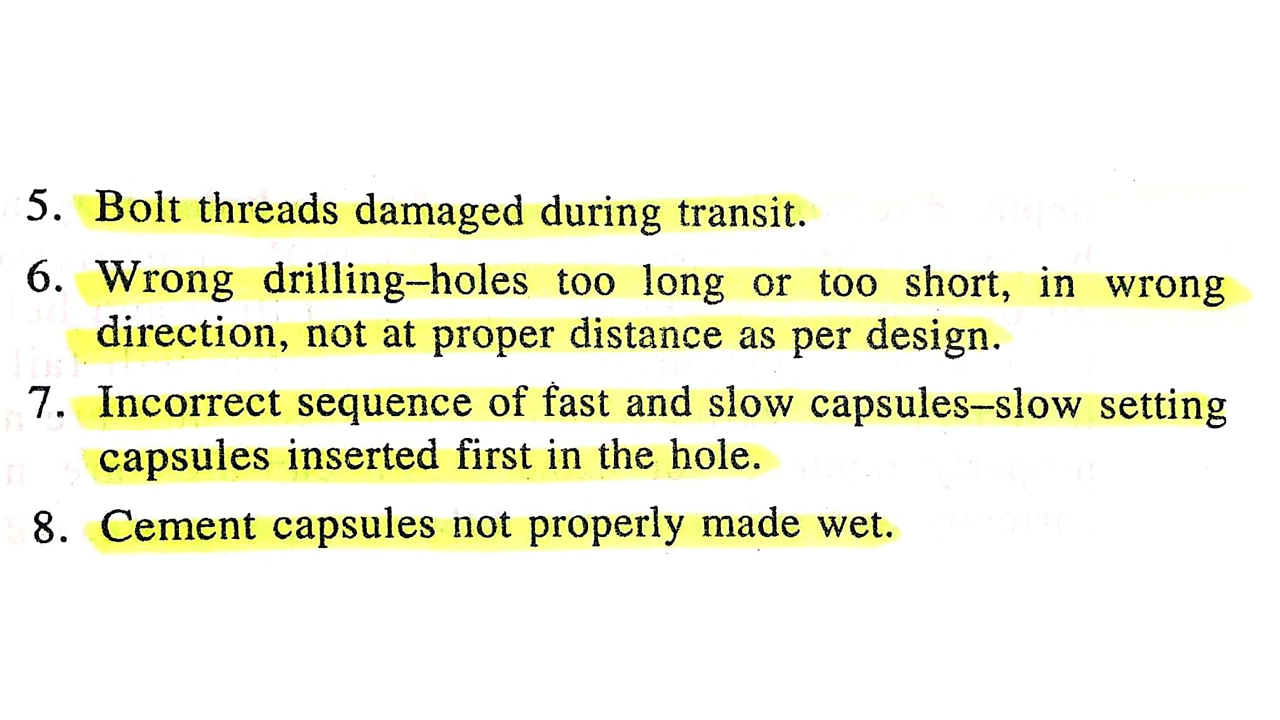 5. Bolt threads damaged during transit.
6. Wrong drilling–holes too long or too short, in wrong
direction, not at proper distance as per design.
7. Incorrect sequence of fast and slow capsules–slow setting
capsules inserted first in the hole.
8. Cement capsules not properly made wet.